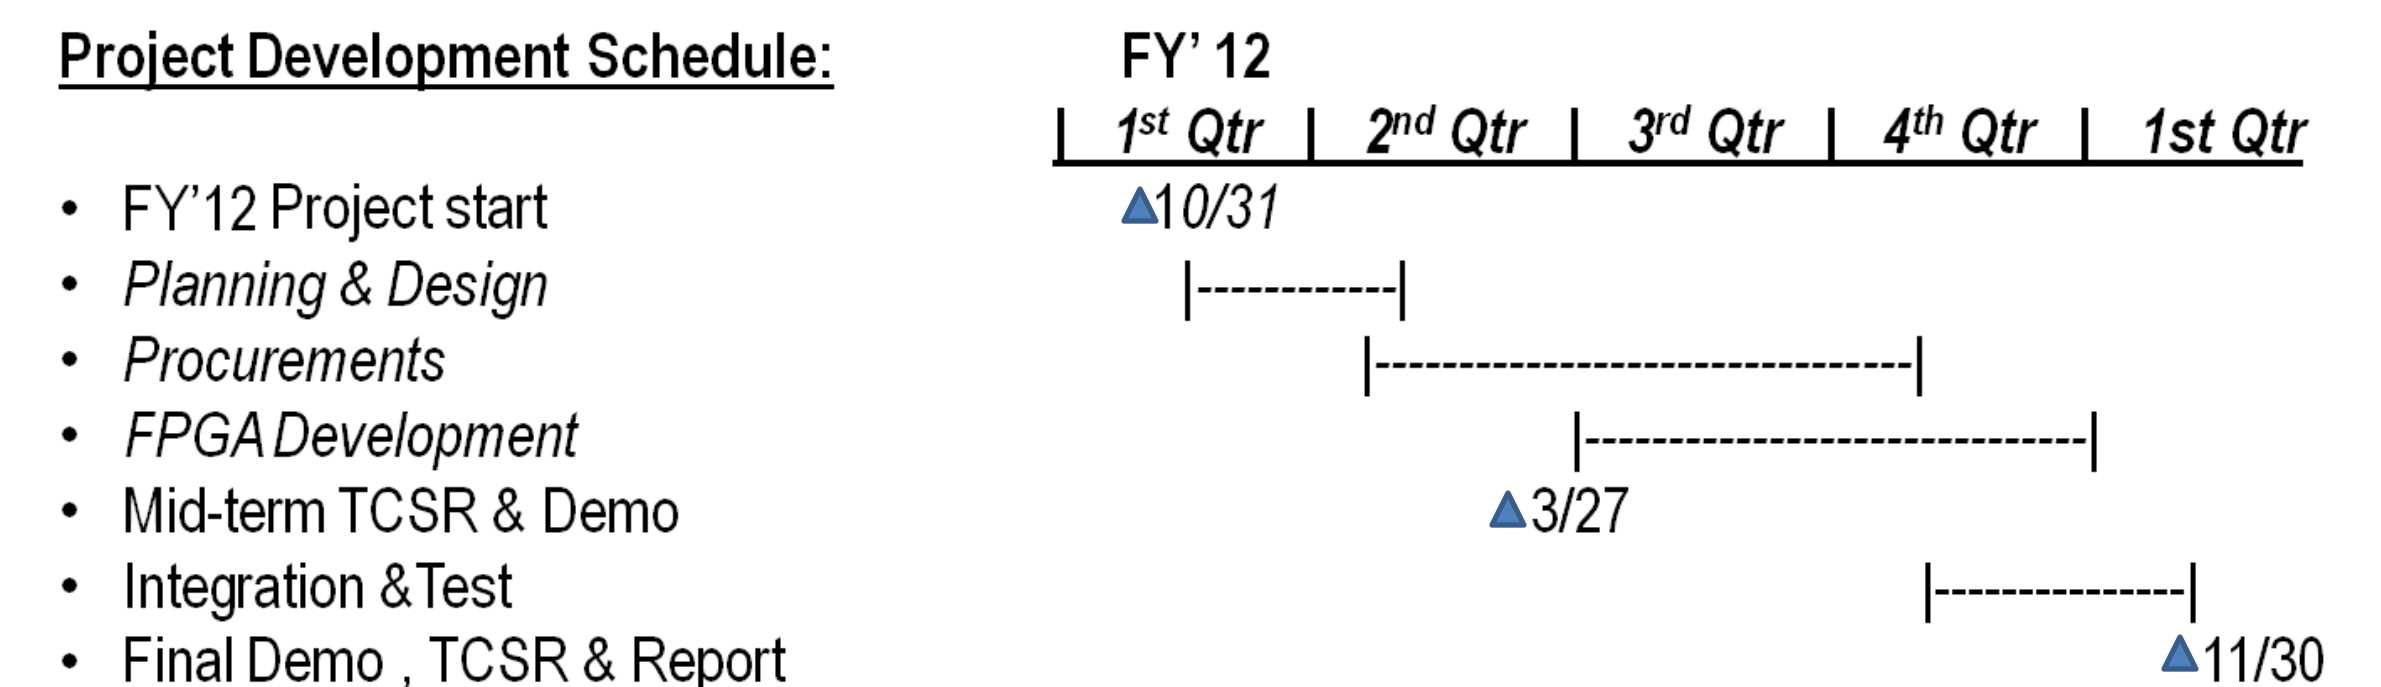 Project Development Schedule: FY’ 12
| 1st Qtr | 2nd Qtr | 3rd Qtr | 4th Qtr | 1st Qtr
• FY’12 Project start 10/31
• Planning & Design |------------|
• Procurements |--------------------------------|
• FPGA Development |------------------------------|
• Mid-term TCSR & Demo 3/27
• Integration &Test |---------------|
• Final Demo , TCSR & Report 11/30